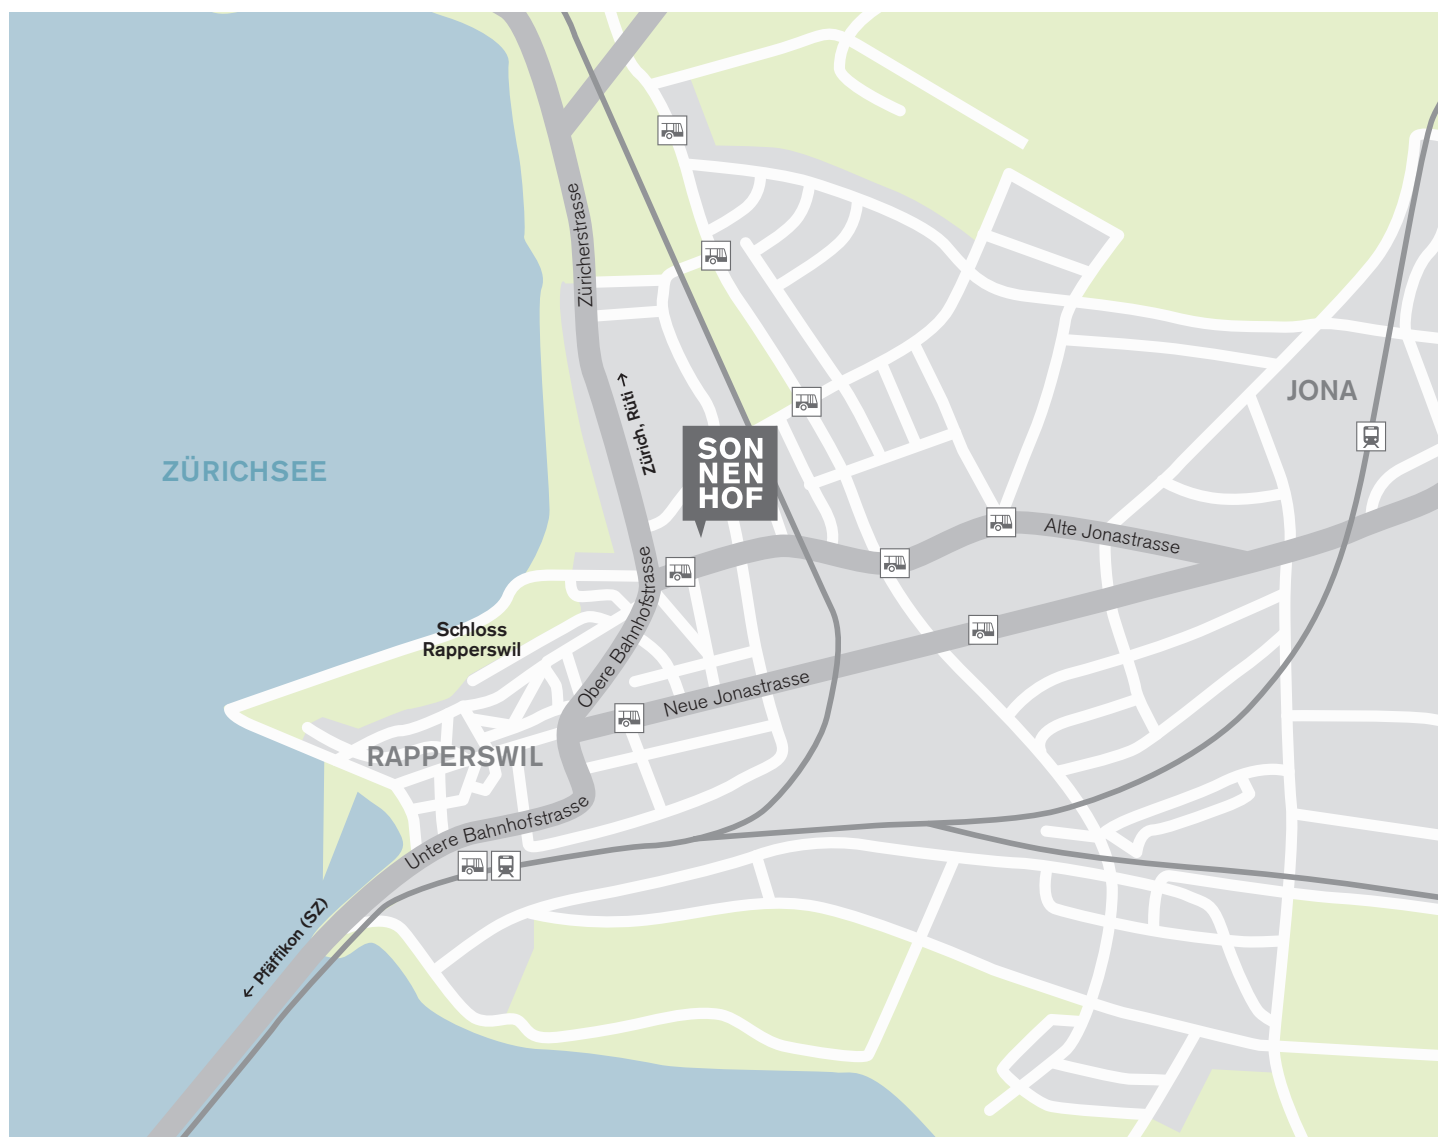 Züricherstrasse
Zürich, Rüti →
JONA
ZÜRICHSEE
SON
NEN
HOF
Alte Jonastrasse
Obere Bahnhofstrasse
Schloss
Rapperswil
Neue Jonastrasse
RAPPERSWIL
Untere Bahnhofstrasse
← Pfäffikon (SZ)